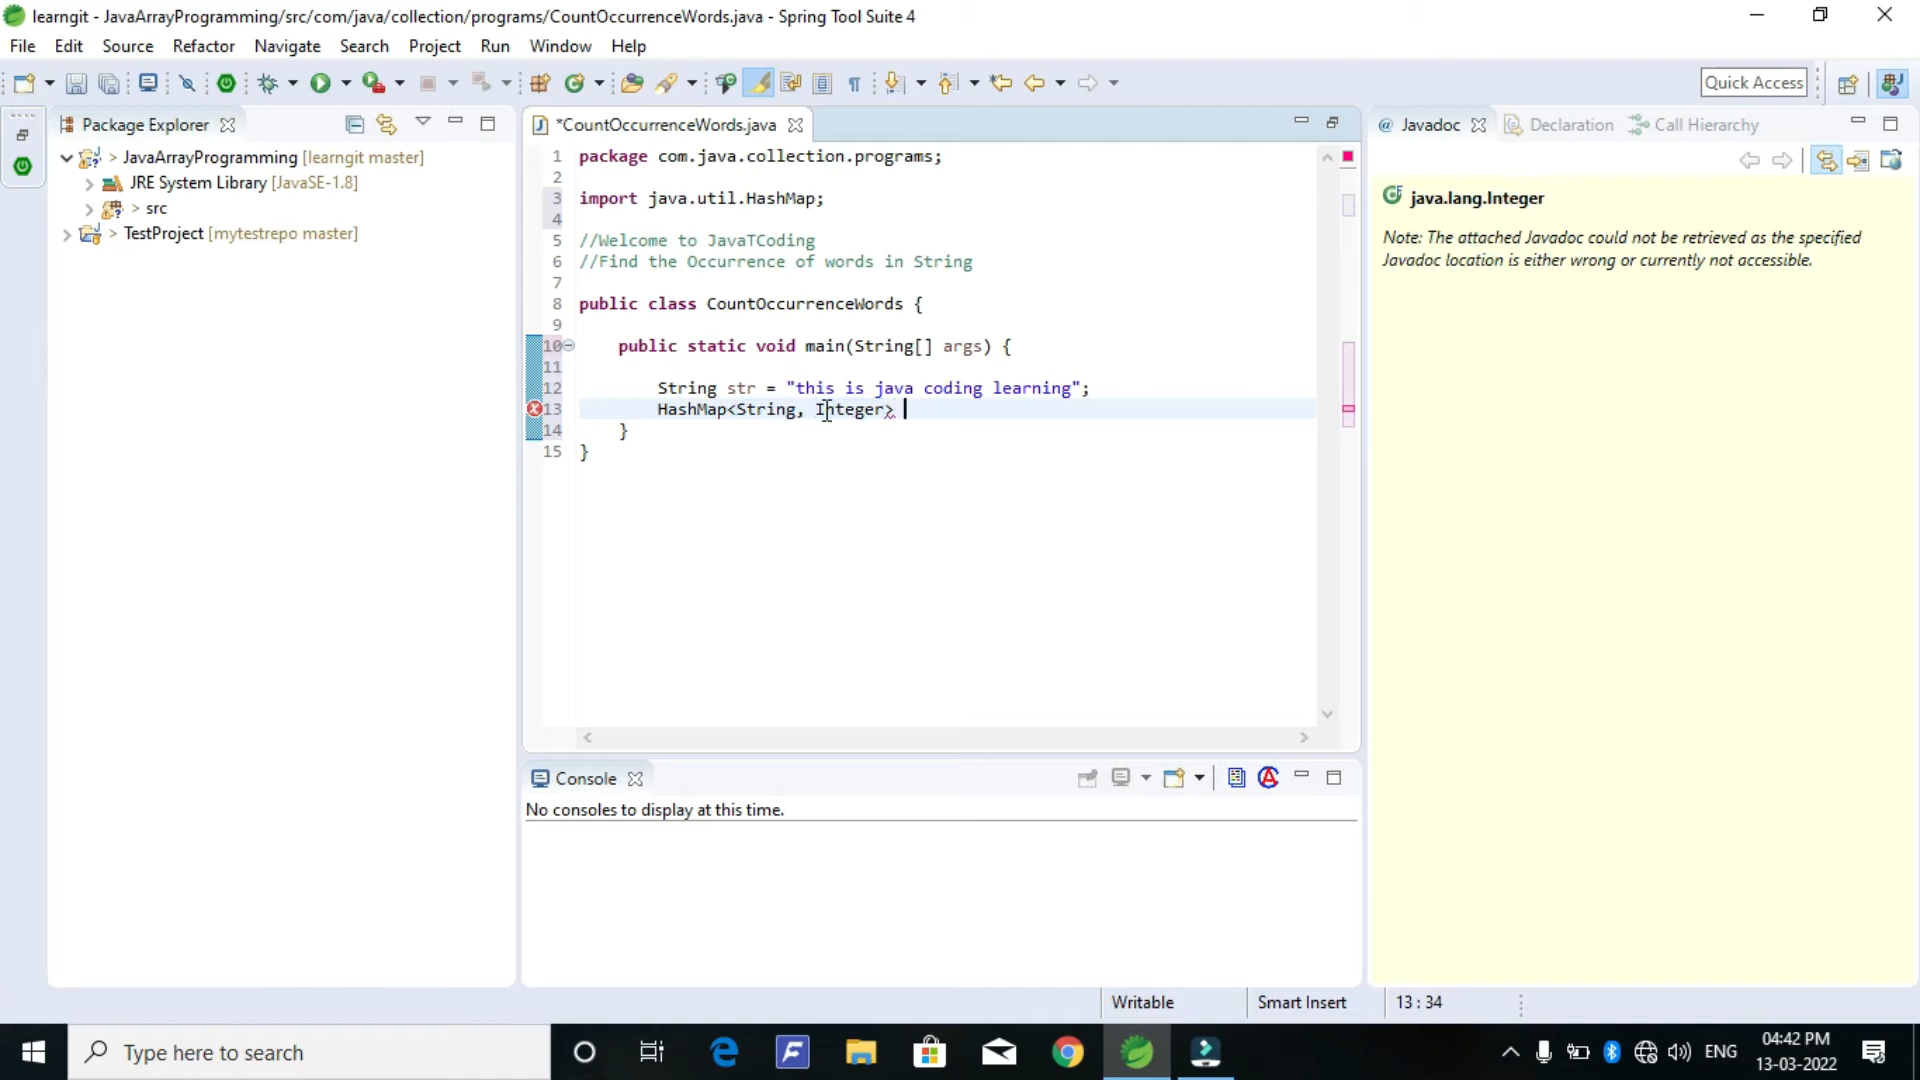 learngit - JavaArrayProgramming/src/com/java/collection/programs/CountOccurrenceWords.java - Spring Tool Suite 4
File Edit Source Refactor Navigate Search Project Run Window Help
Quick Access
Package Explorer
> JavaArrayProgramming [learngit master]
JRE System Library [JavaSE-1.8]
> src
> TestProject [mytestrepo master]
*CountOccurrenceWords.java
1 package com.java.collection.programs;
2
3 import java.util.HashMap;
4
5 //Welcome to JavaTCoding
6 //Find the Occurrence of words in String
7
8 public class CountOccurrenceWords {
9
10 public static void main(String[] args) {
11
12 String str = "this is java coding learning";
13 HashMap<String, Integer>
14 }
15 }
Console
No consoles to display at this time.
@ Javadoc Declaration Call Hierarchy
java.lang.Integer
Note: The attached Javadoc could not be retrieved as the specified
Javadoc location is either wrong or currently not accessible.
Writable Smart Insert 13 : 34
Type here to search
ENG
04:42 PM
13-03-2022